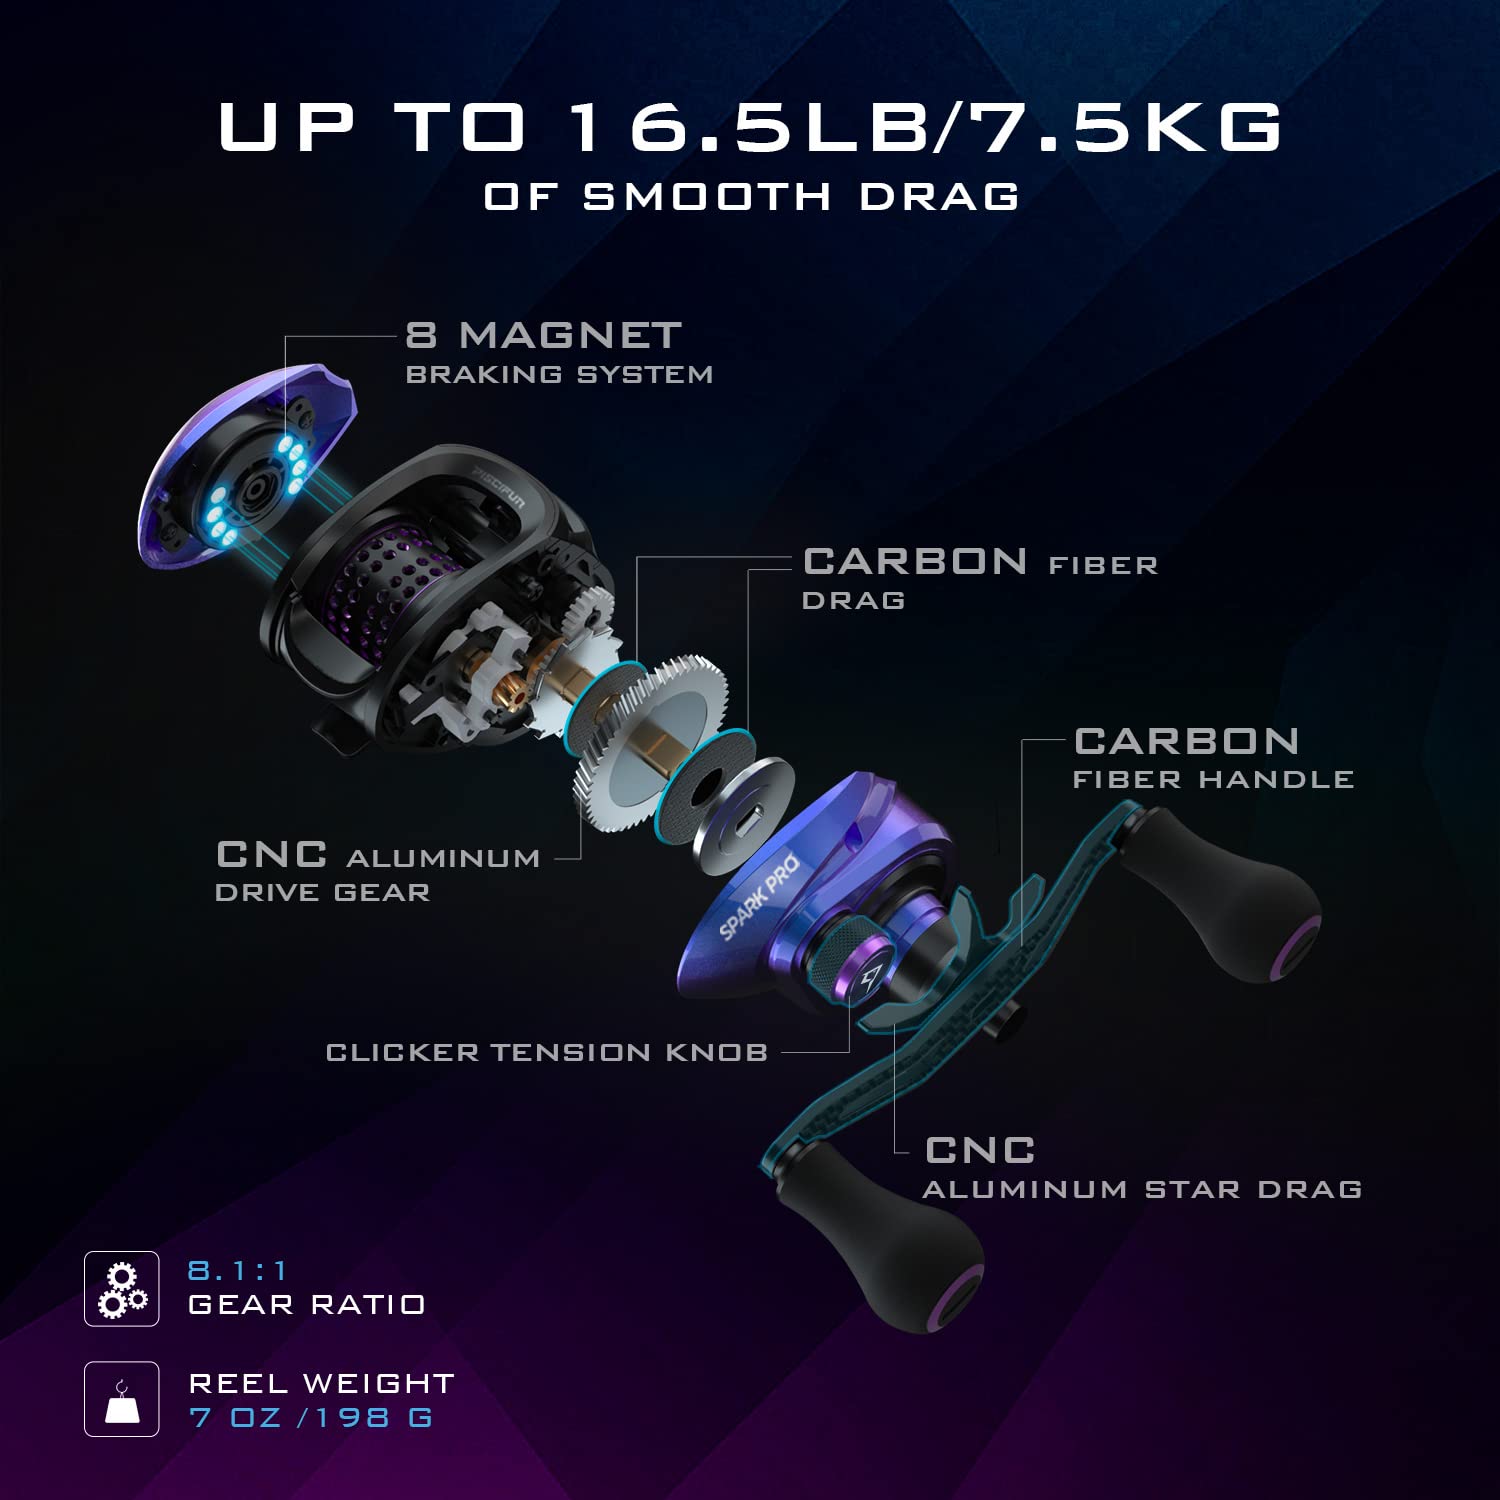 UP TO 16.5LB/7.5KG
OF SMOOTH DRAG
8 MAGNET
BRAKING SYSTEM
PISCIFUN
CARBON FIBER
DRAG
CARBON
FIBER HANDLE
CNC ALUMINUM
DRIVE GEAR
SPARK PRO
CLICKER TENSION KNOB
CNC
ALUMINUM STAR DRAG
8.1:1
GEAR RATIO
REEL WEIGHT
7 OZ /198 G